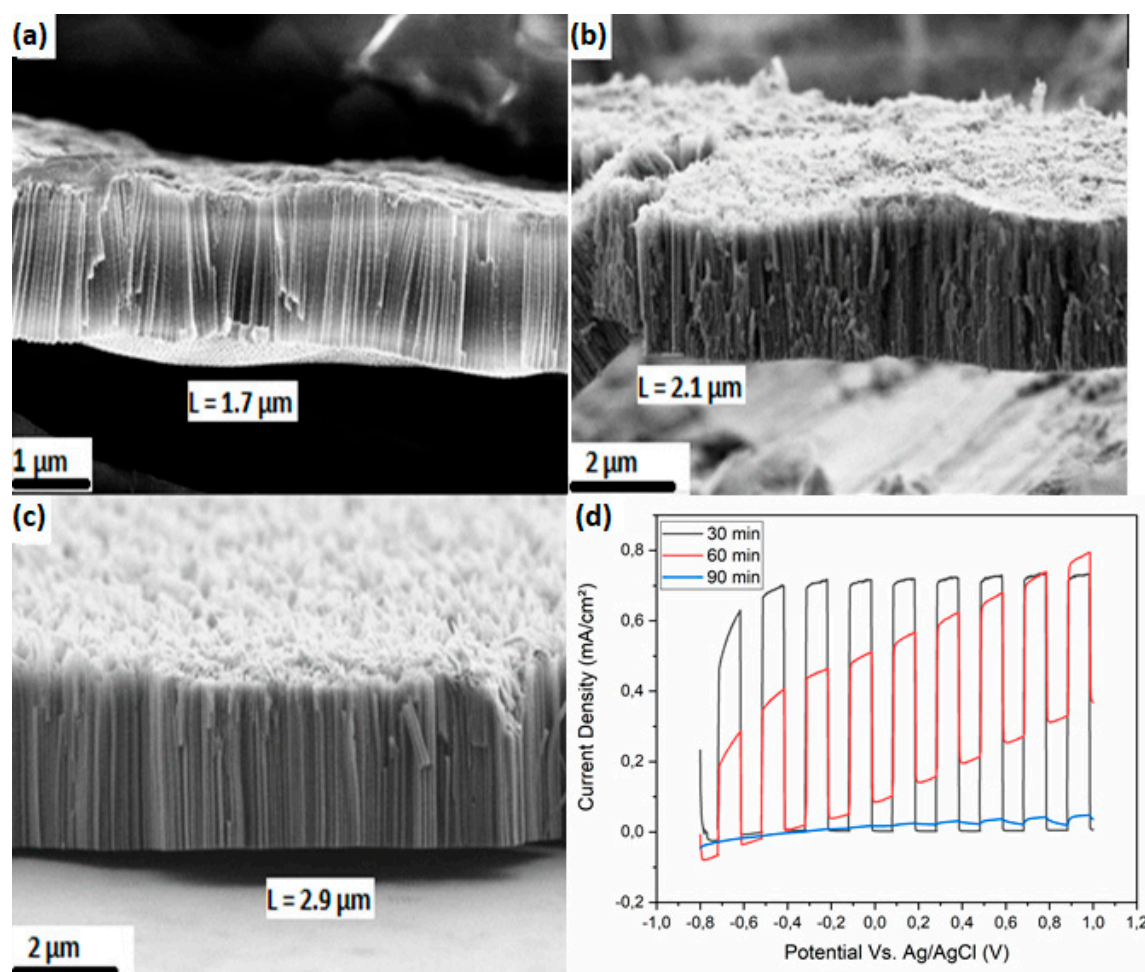 (a)
L = 1.7 µm
1 µm
(b)
L = 2.1 µm
2 µm
(c)
L = 2.9 µm
2 µm
(d)
30 min
60 min
90 min
Current Density (mA/cm²)
0,8
0,6
0,4
0,2
0,0
-0,2
-1,0 -0,8 -0,6 -0,4 -0,2 0,0 0,2 0,4 0,6 0,8 1,0 1,2
Potential Vs. Ag/AgCl (V)